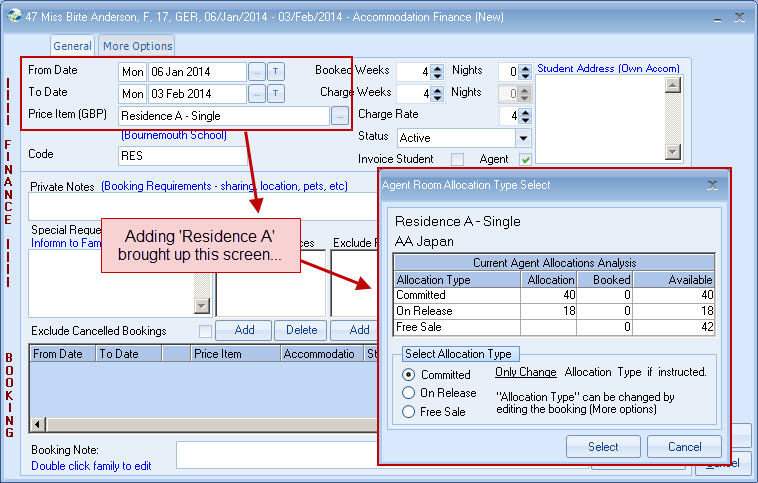 47 Miss Birte Anderson, F, 17, GER, 06/Jan/2014 - 03/Feb/2014 - Accommodation Finance (New)
General More Options
From Date Mon 06 Jan 2014 ... T Booked Weeks 4 Nights 0 Student Address (Own Accom)
To Date Mon 03 Feb 2014 ... T Charge Weeks 4 Nights 0
Price Item (GBP) Residence A - Single ... Charge Rate 4
(Bournemouth School) Status Active
Code RES Invoice Student Agent
IIII FINANCE IIII
BOOKING
Private Notes (Booking Requirements - sharing, location, pets, etc)
Special Reque
Informn to Fam
Exclude
Adding 'Residence A'
brought up this screen...
Exclude Cancelled Bookings Add Delete Add
From Date To Date Price Item Accommodatio St
Booking Note:
Double click family to edit
Agent Room Allocation Type Select
Residence A - Single
AA Japan
Current Agent Allocations Analysis
Allocation Type Allocation Booked Available
Committed 40 0 40
On Release 18 0 18
Free Sale 0 42
Select Allocation Type
Committed Only Change Allocation Type if instructed.
On Release "Allocation Type" can be changed by
Free Sale editing the booking (More options)
Select Cancel